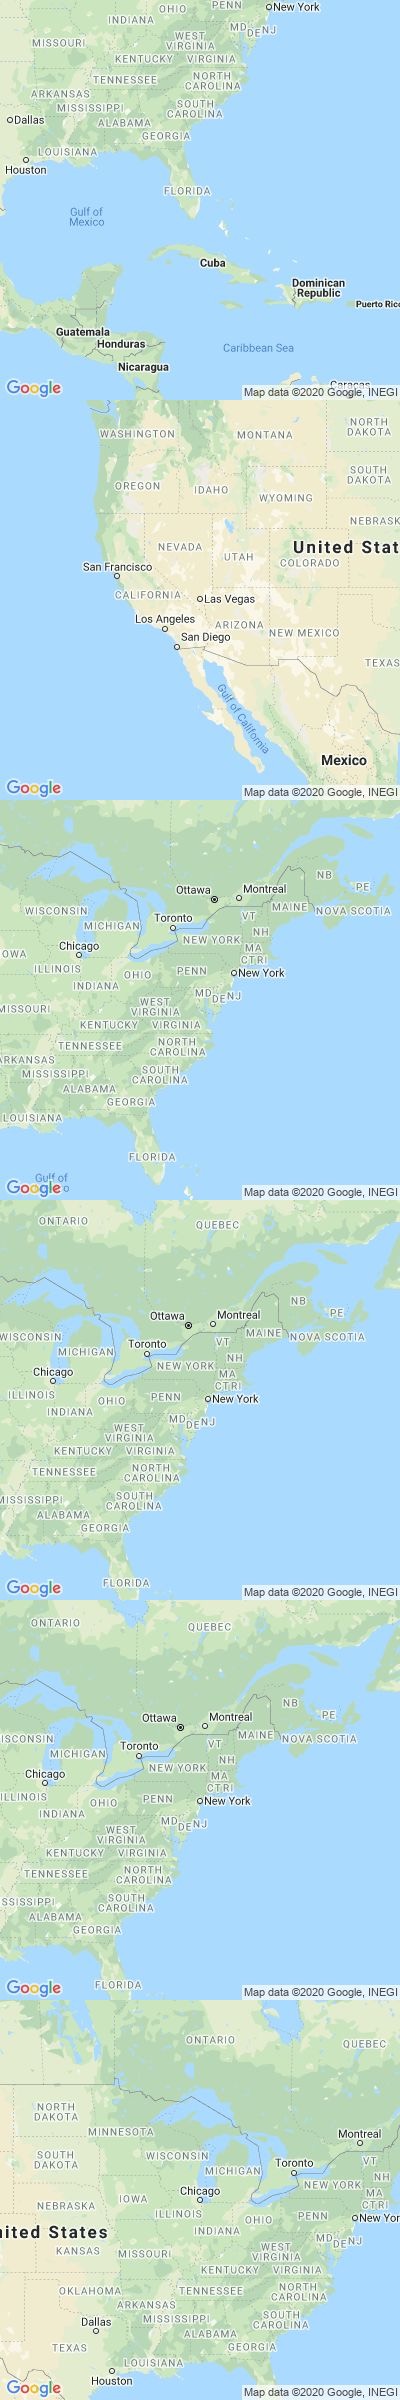 OHIO
PENN
New York
INDIANA
MD
DE
NJ
MISSOURI
WEST
VIRGINIA
KENTUCKY
VIRGINIA
TENNESSEE
NORTH
CAROLINA
ARKANSAS
MISSISSIPPI
SOUTH
CAROLINA
Dallas
ALABAMA
GEORGIA
LOUISIANA
Houston
FLORIDA
Gulf of
Mexico
Cuba
Dominican
Republic
Puerto Rico
Guatemala
Honduras
Caribbean Sea
Nicaragua
Caracas
Google
Map data ©2020 Google, INEGI
WASHINGTON
MONTANA
NORTH
DAKOTA
OREGON
IDAHO
SOUTH
DAKOTA
WYOMING
NEBRASK
NEVADA
UTAH
United Stat
COLORADO
San Francisco
CALIFORNIA
Las Vegas
Los Angeles
ARIZONA
NEW MEXICO
San Diego
TEXAS
Gulf of California
Mexico
Google
Map data ©2020 Google, INEGI
Ottawa
Montreal
NB
PE
WISCONSIN
MICHIGAN
Toronto
VT
MAINE
NOVA SCOTIA
NEW YORK
NH
Chicago
MA
OWA
ILLINOIS
OHIO
PENN
CT
RI
New York
INDIANA
MD
DE
NJ
MISSOURI
WEST
VIRGINIA
KENTUCKY
VIRGINIA
TENNESSEE
NORTH
CAROLINA
ARKANSAS
MISSISSIPPI
SOUTH
CAROLINA
ALABAMA
GEORGIA
LOUISIANA
FLORIDA
Gulf of
o
Google
Map data ©2020 Google, INEGI
ONTARIO
QUEBEC
Ottawa
Montreal
NB
PE
WISCONSIN
MICHIGAN
Toronto
VT
MAINE
NOVA SCOTIA
NEW YORK
NH
Chicago
MA
CT
RI
ILLINOIS
OHIO
PENN
New York
INDIANA
MD
DE
NJ
WEST
VIRGINIA
KENTUCKY
VIRGINIA
TENNESSEE
NORTH
CAROLINA
MISSISSIPPI
SOUTH
CAROLINA
ALABAMA
GEORGIA
FLORIDA
Google
Map data ©2020 Google, INEGI
ONTARIO
QUEBEC
NB
PE
Ottawa
Montreal
ISCONSIN
MICHIGAN
Toronto
VT
MAINE
NOVA SCOTIA
NEW YORK
NH
Chicago
MA
CT
RI
ILLINOIS
OHIO
PENN
New York
INDIANA
MD
DE
NJ
WEST
VIRGINIA
KENTUCKY
VIRGINIA
TENNESSEE
NORTH
CAROLINA
SSISSIPPI
SOUTH
CAROLINA
ALABAMA
GEORGIA
FLORIDA
Google
Map data ©2020 Google, INEGI
ONTARIO
QUEBEC
NORTH
DAKOTA
MINNESOTA
Montreal
SOUTH
DAKOTA
WISCONSIN
MICHIGAN
Toronto
VT
NEW YORK
NH
NEBRASKA
IOWA
Chicago
MA
CT
RI
ILLINOIS
OHIO
PENN
New Yor
nited States
INDIANA
MD
DE
NJ
KANSAS
MISSOURI
WEST
VIRGINIA
KENTUCKY
VIRGINIA
OKLAHOMA
TENNESSEE
NORTH
CAROLINA
ARKANSAS
MISSISSIPPI
SOUTH
CAROLINA
Dallas
ALABAMA
GEORGIA
TEXAS
LOUISIANA
Houston
Google
Map data ©2020 Google, INEGI